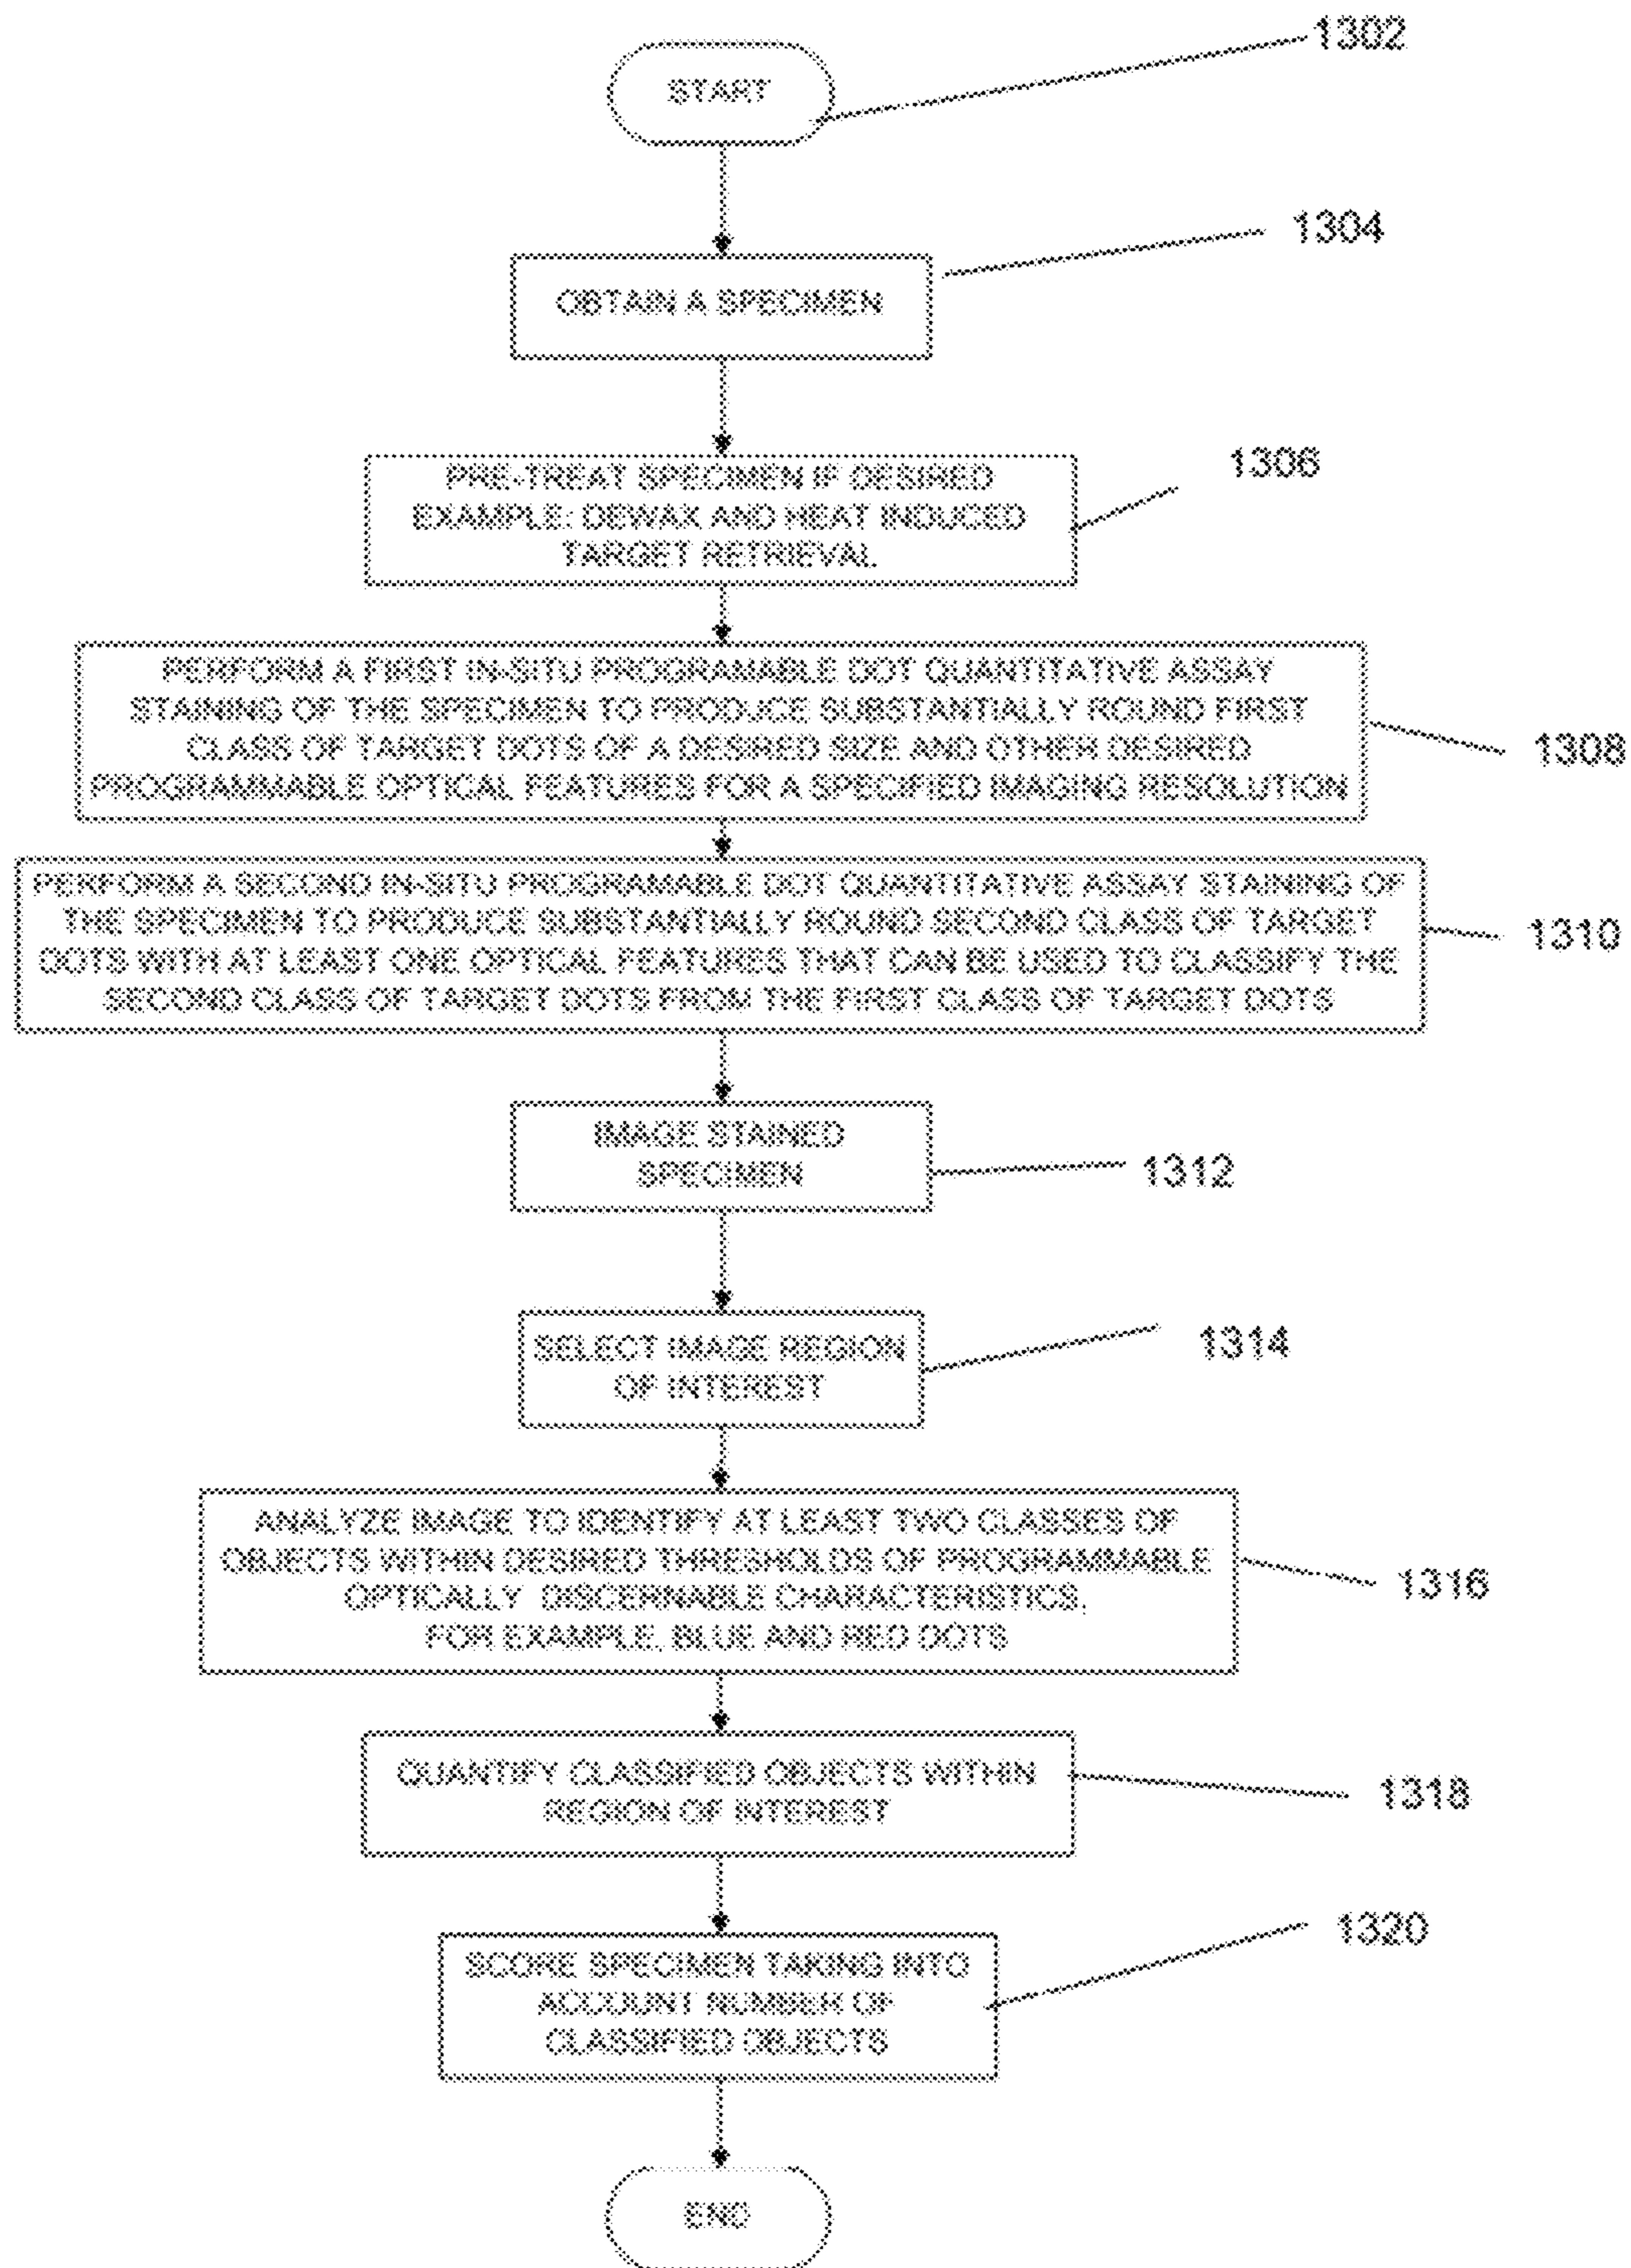 1302
START
1304
OBTAIN A SPECIMEN
1306
PRE-TREAT SPECIMEN IF DESIRED
EXAMPLE: DEWAX AND HEAT INDUCED
TARGET RETRIEVAL
PERFORM A FIRST IN-SITU PROGRAMABLE DOT QUANTITATIVE ASSAY
STAINING OF THE SPECIMEN TO PRODUCE SUBSTANTIALLY ROUND FIRST
CLASS OF TARGET DOTS OF A DESIRED SIZE AND OTHER DESIRED
PROGRAMMABLE OPTICAL FEATURES FOR A SPECIFIED IMAGING RESOLUTION
1308
PERFORM A SECOND IN-SITU PROGRAMABLE DOT QUANTITATIVE ASSAY STAINING OF
THE SPECIMEN TO PRODUCE SUBSTANTIALLY ROUND SECOND CLASS OF TARGET
DOTS WITH AT LEAST ONE OPTICAL FEATURES THAT CAN BE USED TO CLASSIFY THE
SECOND CLASS OF TARGET DOTS FROM THE FIRST CLASS OF TARGET DOTS
1310
IMAGE STAINED
SPECIMEN
1312
SELECT IMAGE REGION
OF INTEREST
1314
ANALYZE IMAGE TO IDENTIFY AT LEAST TWO CLASSES OF
OBJECTS WITHIN DESIRED THRESHOLDS OF PROGRAMMABLE
OPTICALLY DISCERNABLE CHARACTERISTICS,
FOR EXAMPLE, BLUE AND RED DOTS
1316
QUANTIFY CLASSIFIED OBJECTS WITHIN
REGION OF INTEREST
1318
SCORE SPECIMEN TAKING INTO
ACCOUNT NUMBER OF
CLASSIFIED OBJECTS
1320
END